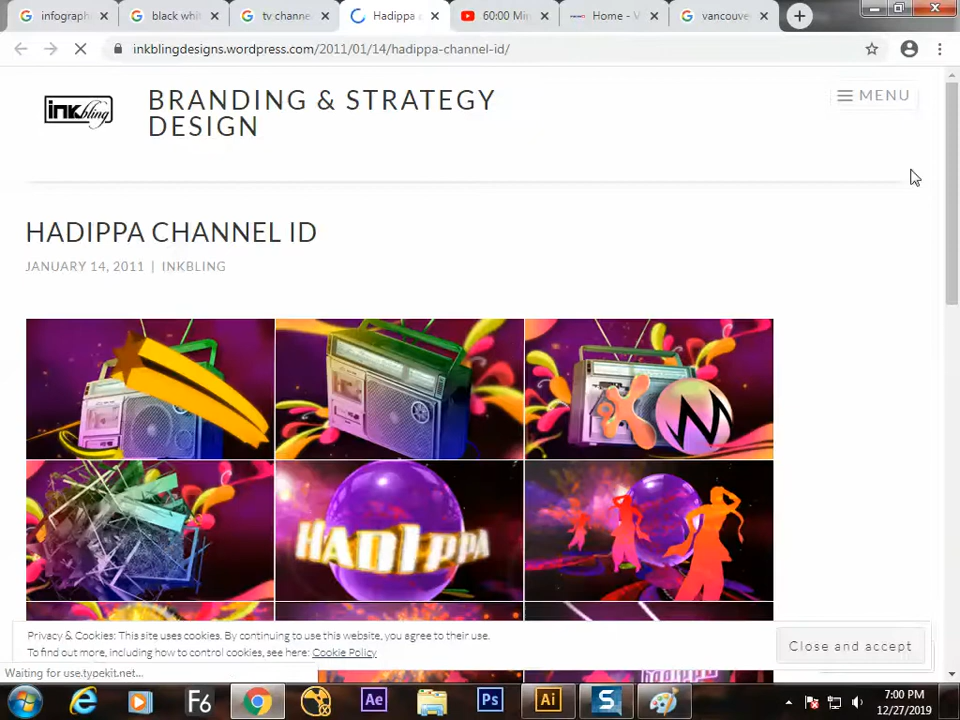 infograph
black whi
tv channe
Hadippa c
60:00 Mi
Home - V
vancouve
inkblingdesigns.wordpress.com/2011/01/14/hadippa-channel-id/
inkbling
BRANDING & STRATEGY
DESIGN
MENU
HADIPPA CHANNEL ID
JANUARY 14, 2011 | INKBLING
HADIPPA
Privacy & Cookies: This site uses cookies. By continuing to use this website, you agree to their use.
To find out more, including how to control cookies, see here: Cookie Policy
Close and accept
Waiting for use.typekit.net...
F6
Ae
Ps
Ai
S
7:00 PM
12/27/2019